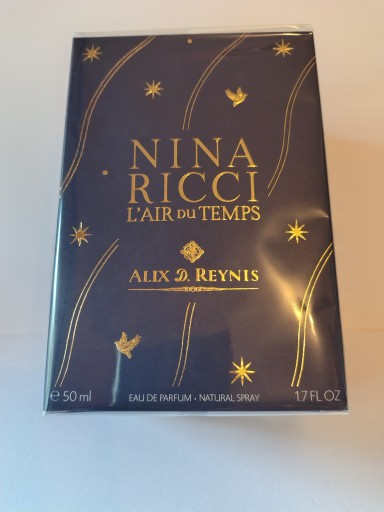 NINA
RICCI
L'AIR DU TEMPS
ALIX D. REYNIS
℮ 50 ml
EAU DE PARFUM • NATURAL SPRAY
1.7 FL OZ